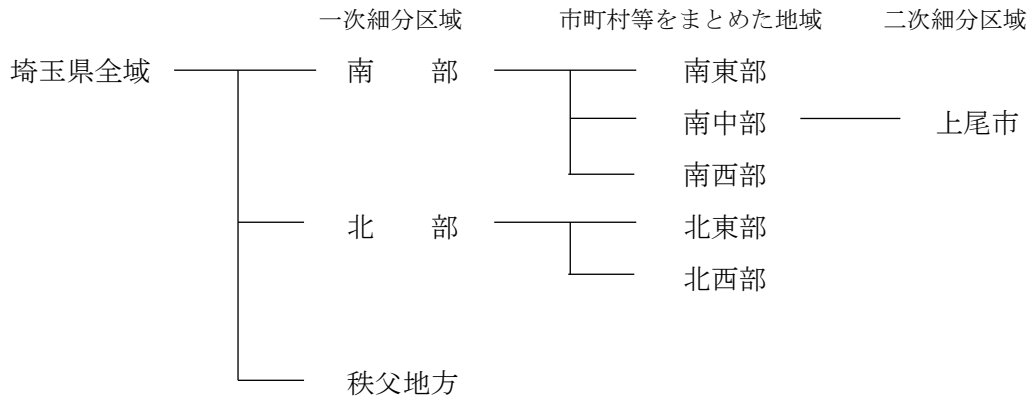 一次細分区域 市町村等をまとめた地域 二次細分区域
埼玉県全域 南 部 南東部
南中部 上尾市
南西部
北 部 北東部
北西部
秩父地方